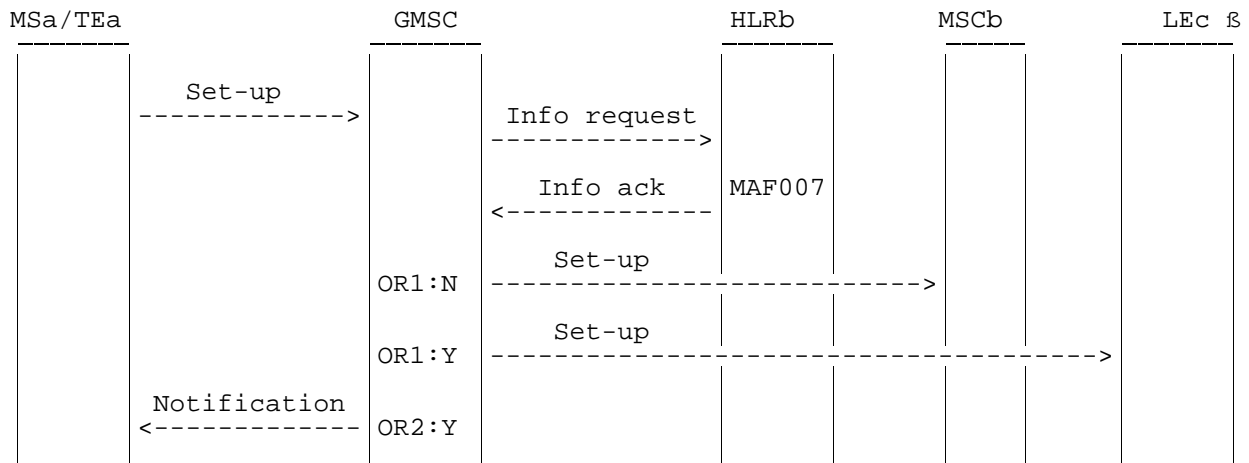 MSa/TEa GMSC HLRb MSCb LEc ß
Set-up
------------->
Info request
------------->
Info ack MAF007
<-------------
Set-up
OR1:N --------------------------->
Set-up
OR1:Y -------------------------------------->
Notification
<------------- OR2:Y